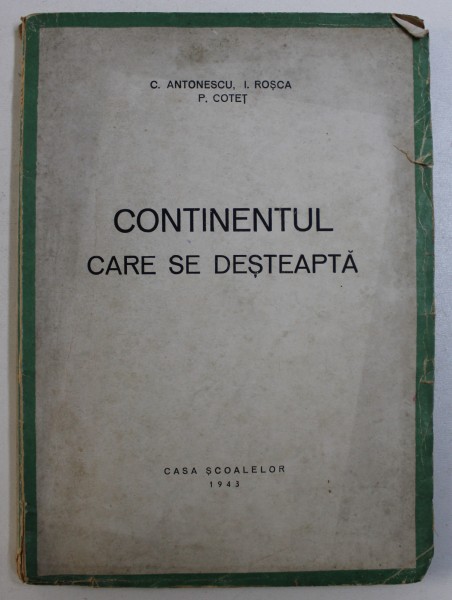 C. ANTONESCU, I. ROȘCA
P. COTEȚ
CONTINENTUL
CARE SE DEȘTEAPTĂ
CASA ȘCOALELOR
1943